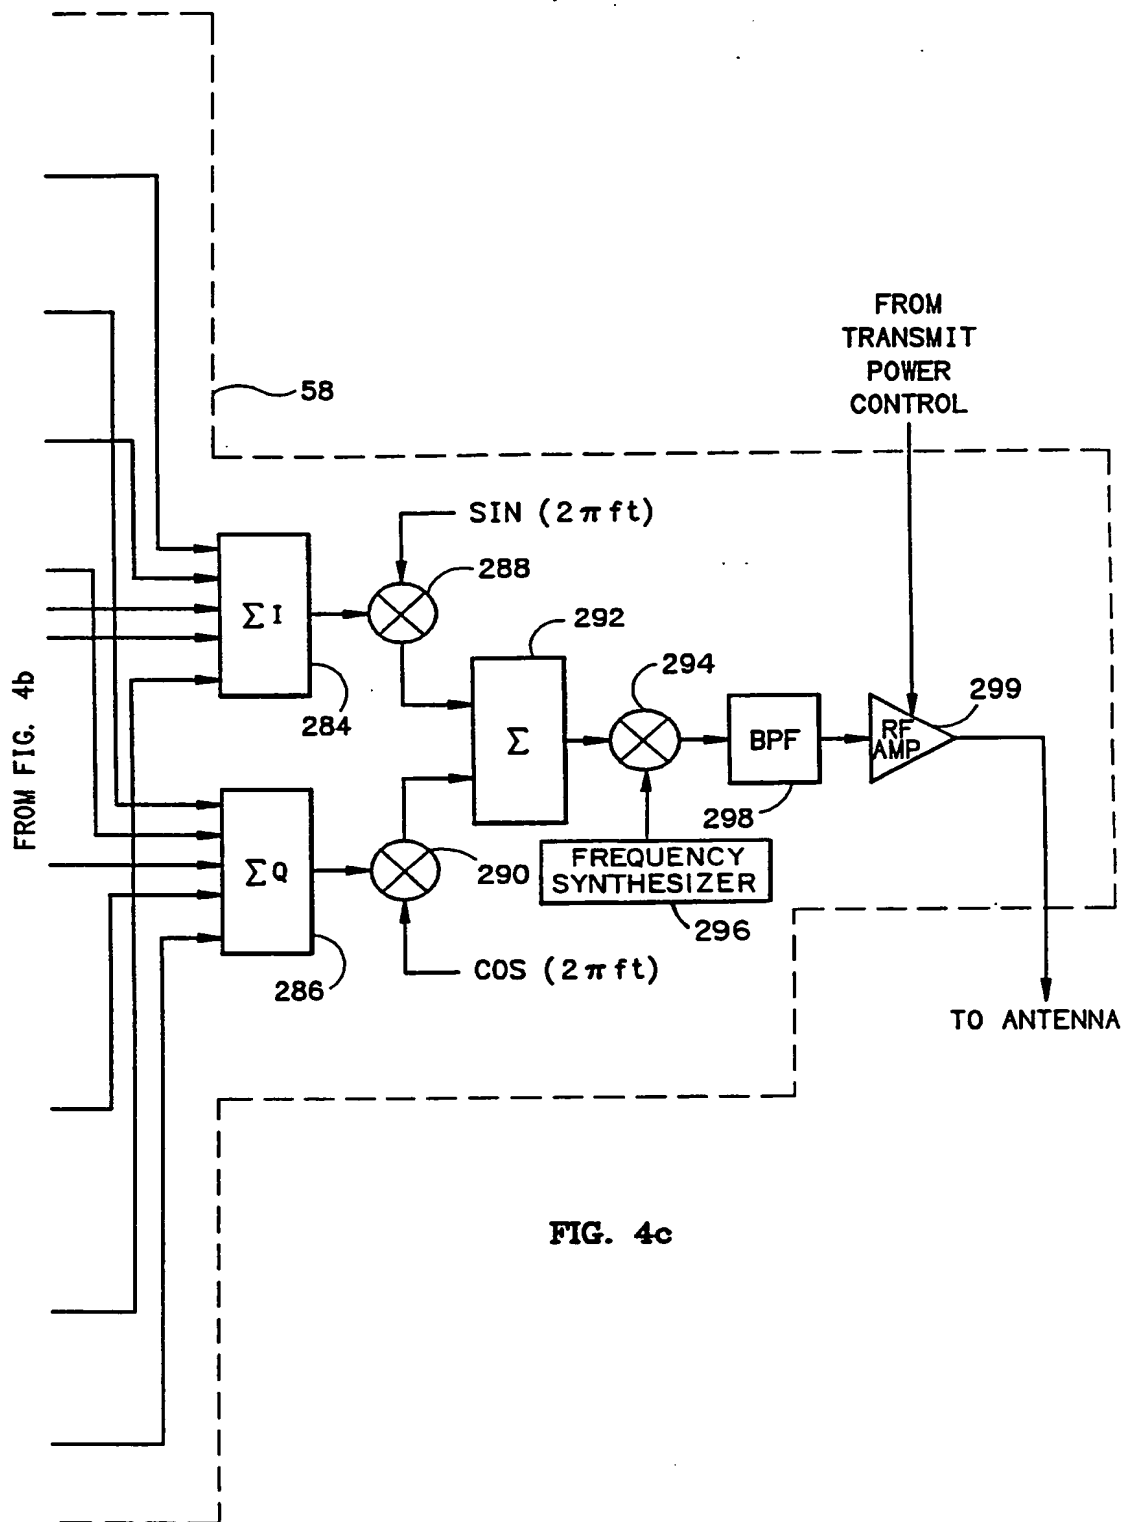 FROM
TRANSMIT
POWER
CONTROL
58
SIN (2πft)
288
ΣI
292
284
294
299
FROM FIG. 4b
Σ
BPF
RF
AMP
298
ΣQ
290
FREQUENCY
SYNTHESIZER
296
286
COS (2πft)
TO ANTENNA
FIG. 4c